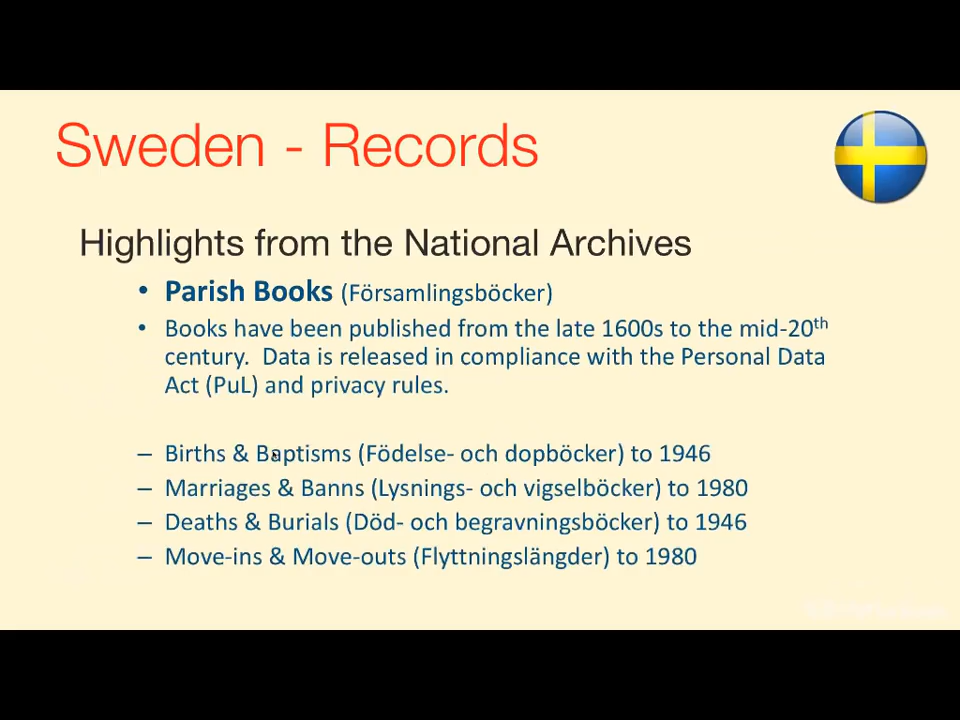 Sweden - Records
Highlights from the National Archives
• Parish Books (Församlingsböcker)
• Books have been published from the late 1600s to the mid-20th
century. Data is released in compliance with the Personal Data
Act (PuL) and privacy rules.
– Births & Baptisms (Födelse- och dopböcker) to 1946
– Marriages & Banns (Lysnings- och vigselböcker) to 1980
– Deaths & Burials (Död- och begravningsböcker) to 1946
– Move-ins & Move-outs (Flyttningslängder) to 1980